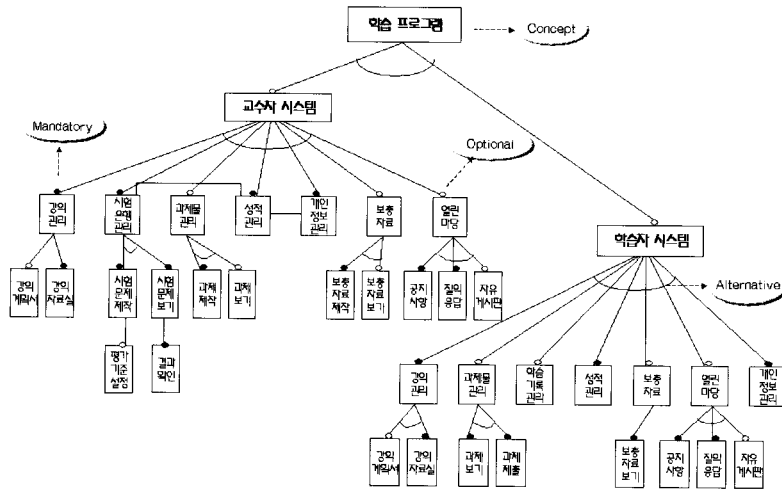 학습 프로그램
Concept
교수자 시스템
Mandatory
Optional
강의
관리
시험
운영
관리
과제물
관리
성적
관리
개인
정보
관리
보충
자료
열린
마당
학습자 시스템
강의
계획서
강의
자료실
시험
문제
제작
시험
문제
보기
과제
제작
과제
보기
보충
자료
제작
보충
자료
보기
공지
사항
질의
응답
자유
게시판
Alternative
평가
기준
설정
결과
확인
강의
관리
과제물
관리
학습
기록
관리
성적
관리
보충
자료
열린
마당
개인
정보
관리
강의
계획서
강의
자료실
과제
보기
과제
제출
보충
자료
보기
공지
사항
질의
응답
자유
게시판